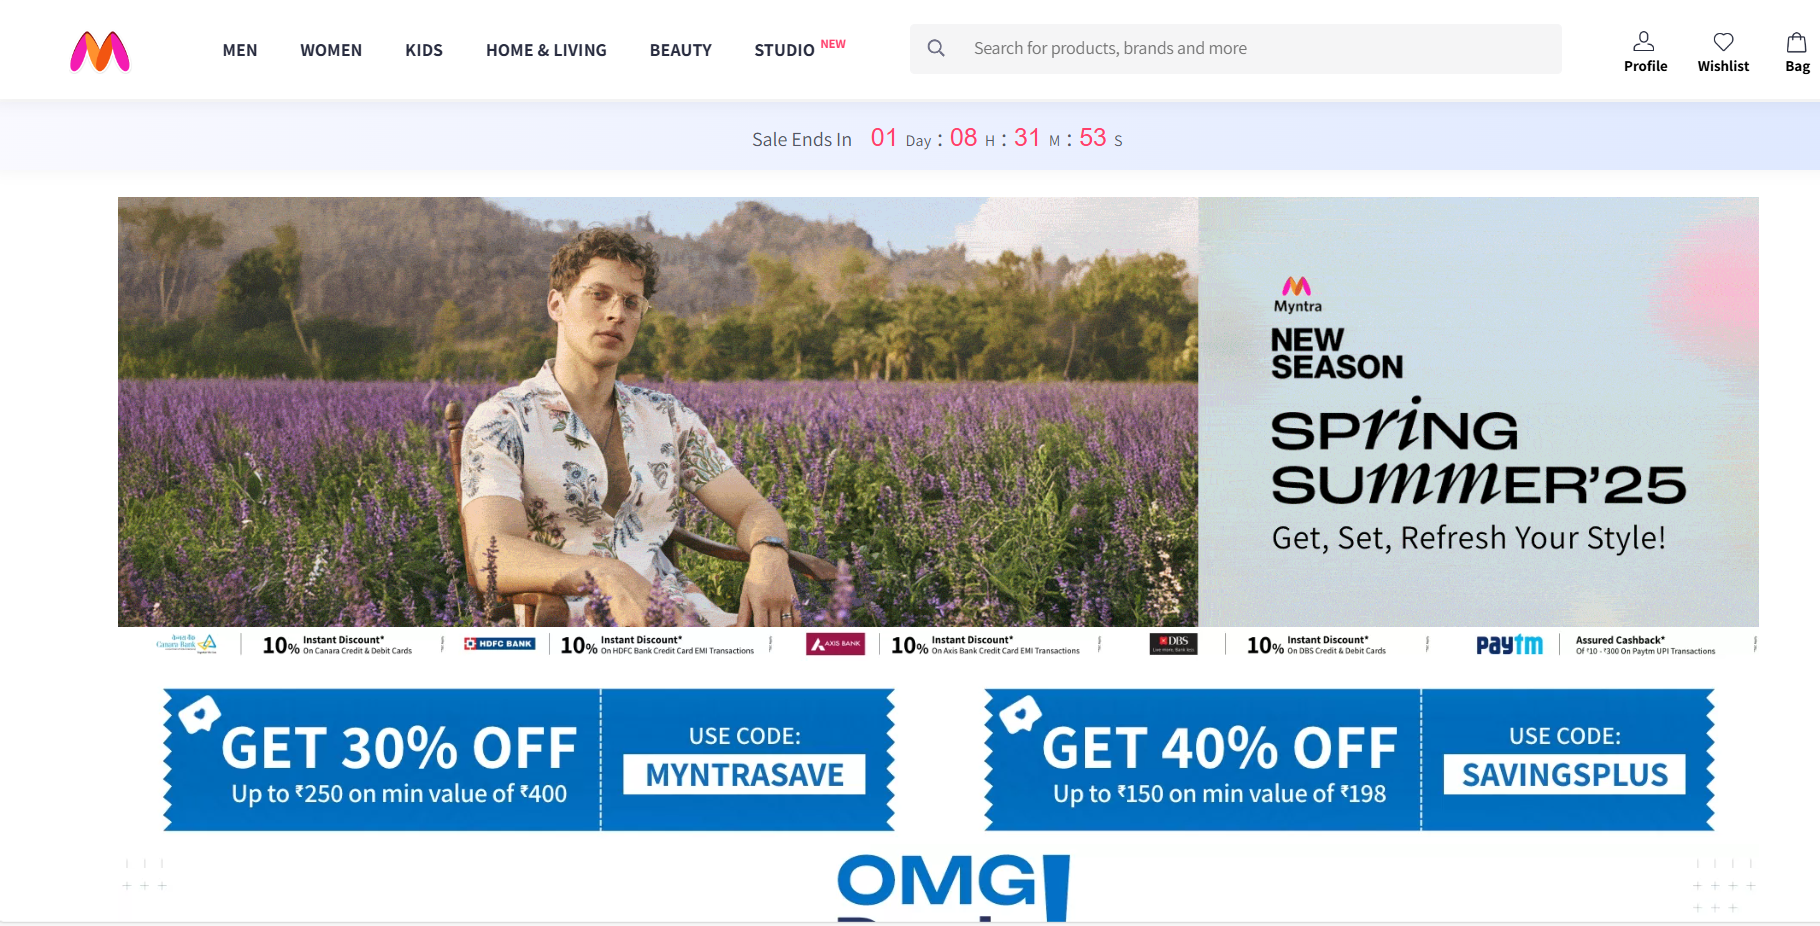 MEN WOMEN KIDS HOME & LIVING BEAUTY STUDIO NEW Search for products, brands and more Profile Wishlist Bag
Sale Ends In 01 Day : 08 H : 31 M : 53 S
Myntra
NEW
SEASON
SPRING
SUMMER'25
Get, Set, Refresh Your Style!
Canara Bank
10% Instant Discount*
On Canara Credit & Debit Cards
HDFC BANK
10% Instant Discount*
On HDFC Bank Credit Card EMI Transactions
AXIS BANK
10% Instant Discount*
On Axis Bank Credit Card EMI Transactions
DBS
10% Instant Discount*
On DBS Credit & Debit Cards
paytm
Assured Cashback*
Of ₹10 - ₹300 On Paytm UPI Transactions
GET 30% OFF
Up to ₹250 on min value of ₹400
USE CODE:
MYNTRASAVE
GET 40% OFF
Up to ₹150 on min value of ₹198
USE CODE:
SAVINGSPLUS
OMG!